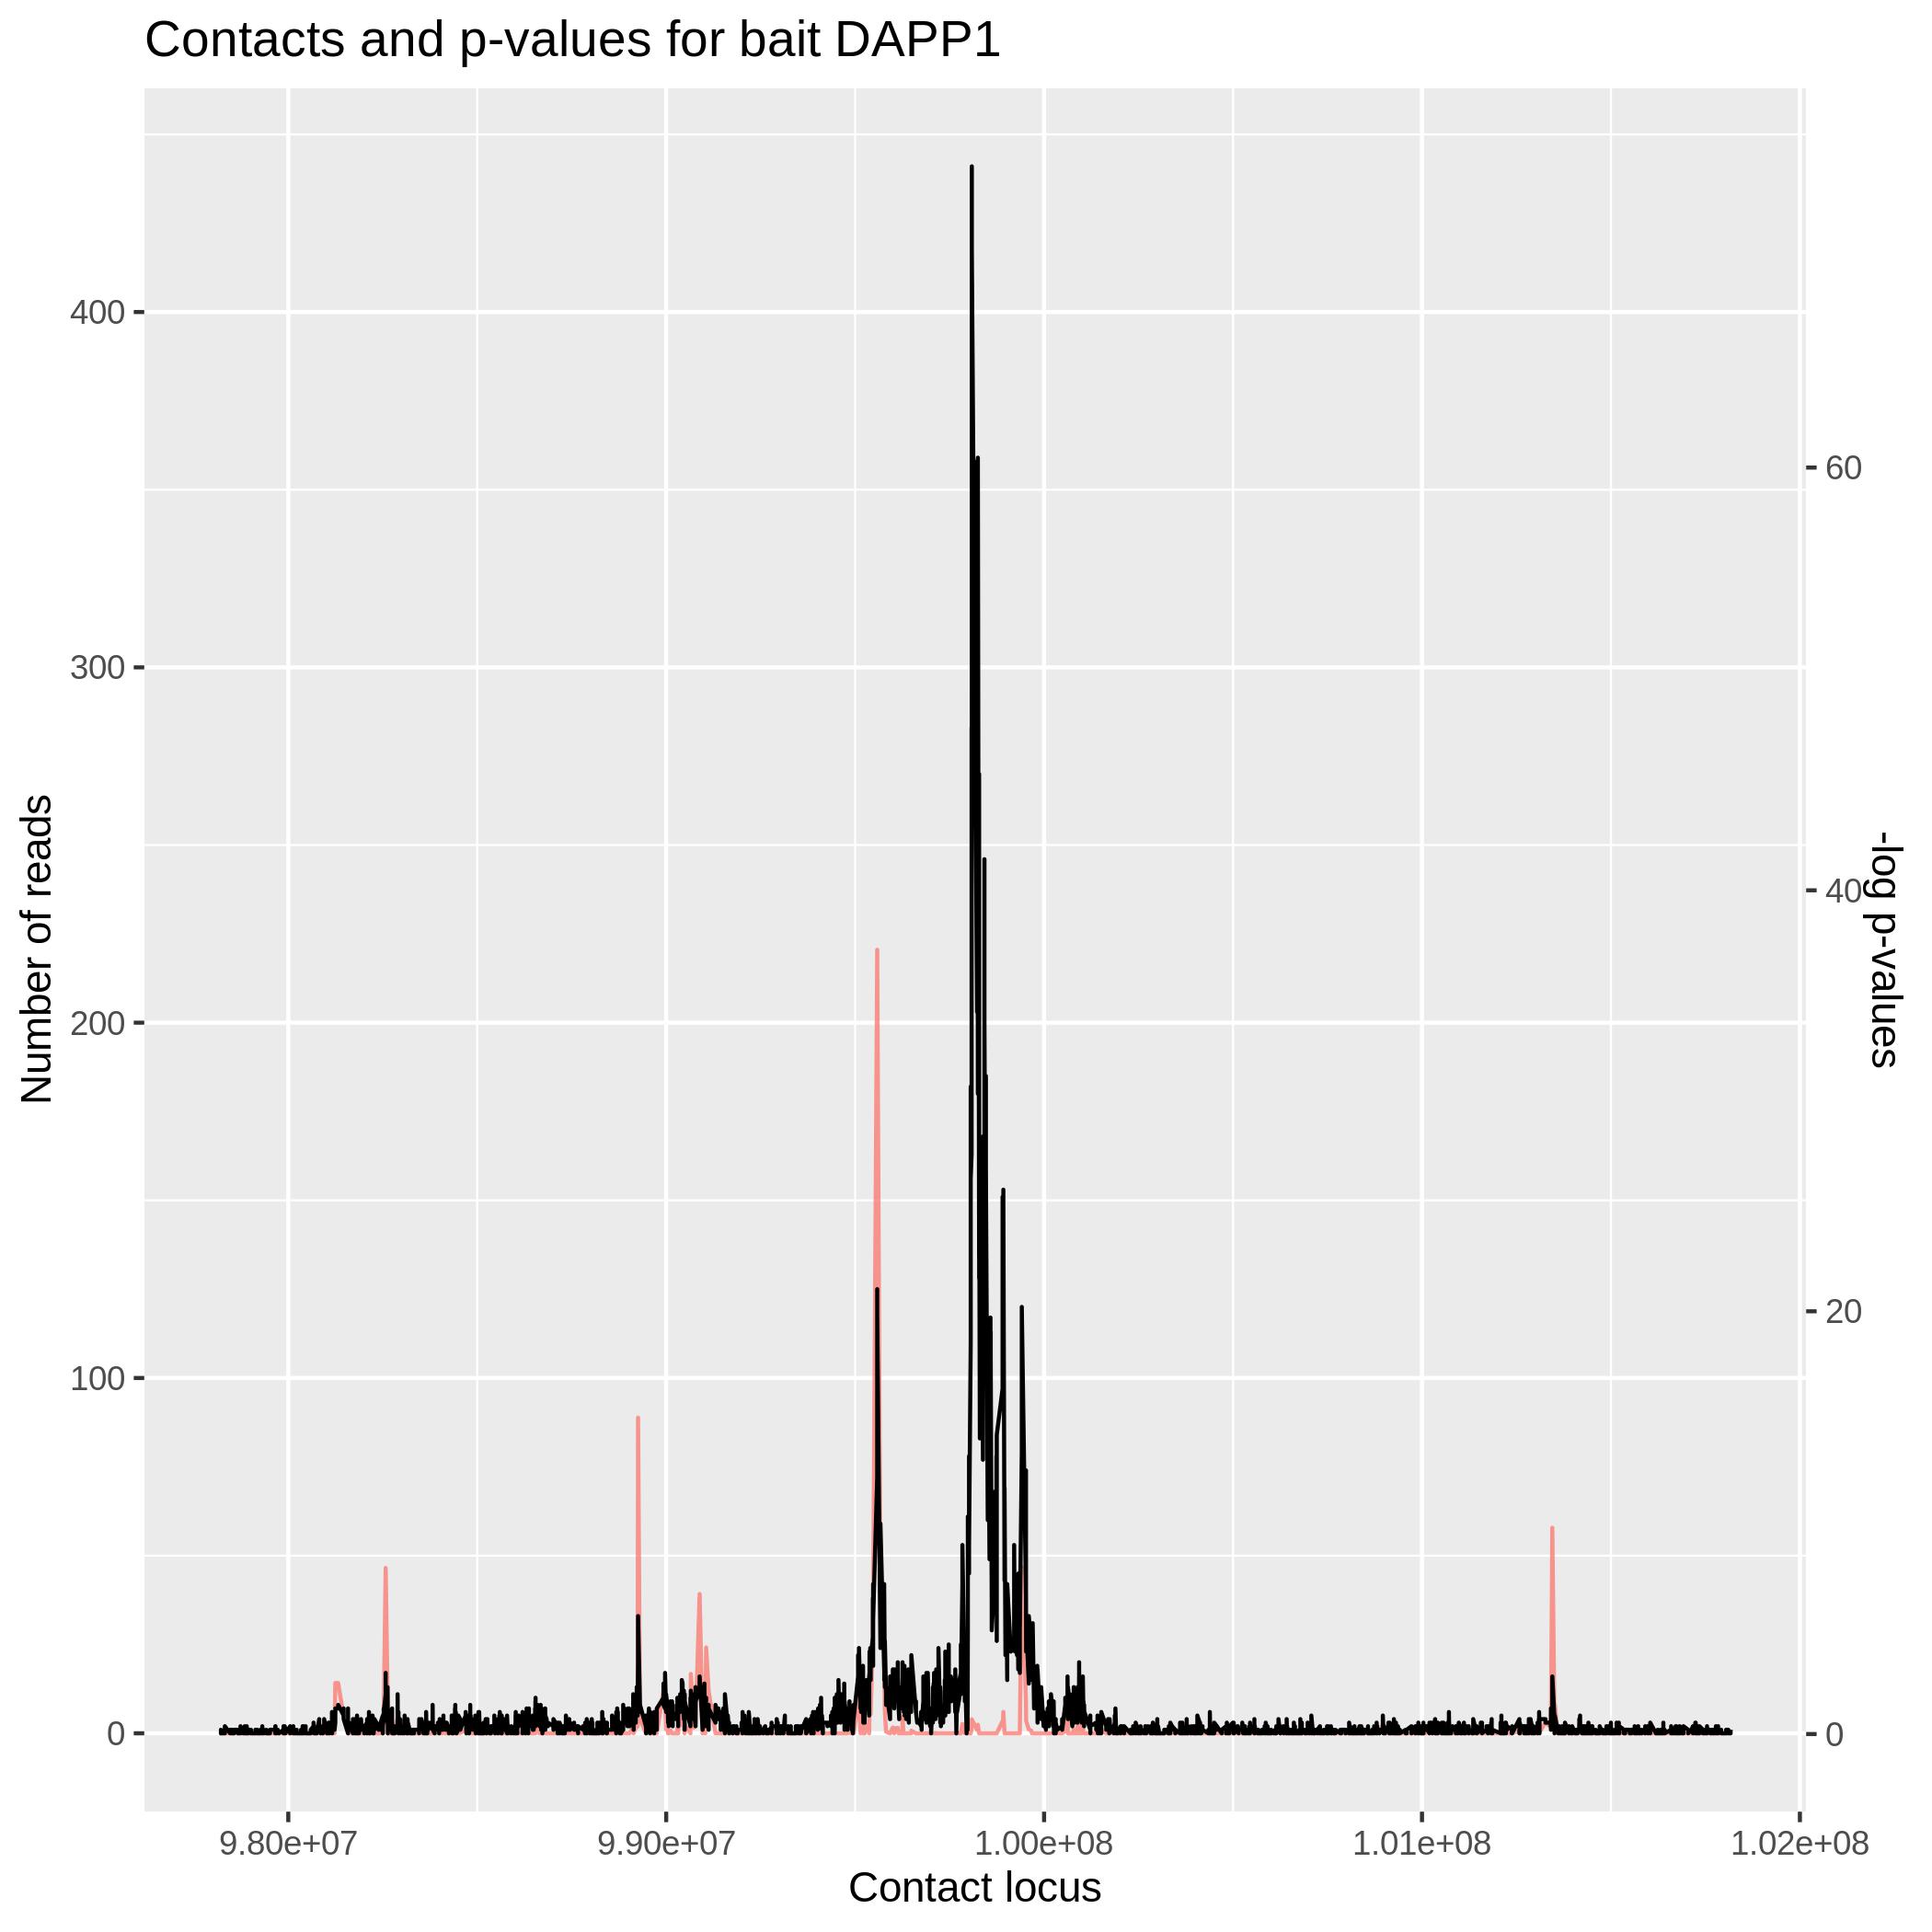 Contacts and p-values for bait DAPP1
Number of reads
400
300
200
100
0
60
40
20
0
-log p-values
9.80e+07 9.90e+07 1.00e+08 1.01e+08 1.02e+08
Contact locus